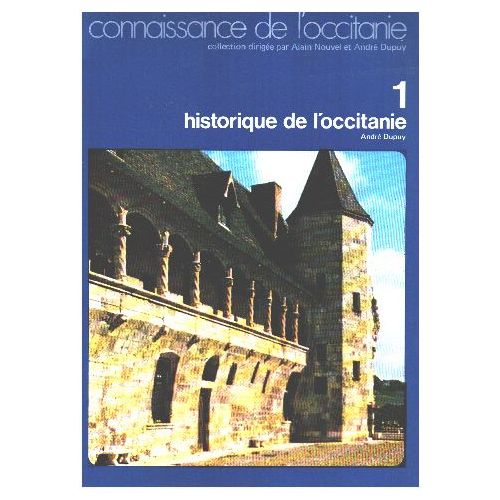 connaissance de l'occitanie
collection dirigée par Alain Nouvel et André Dupuy
1
historique de l'occitanie
André Dupuy